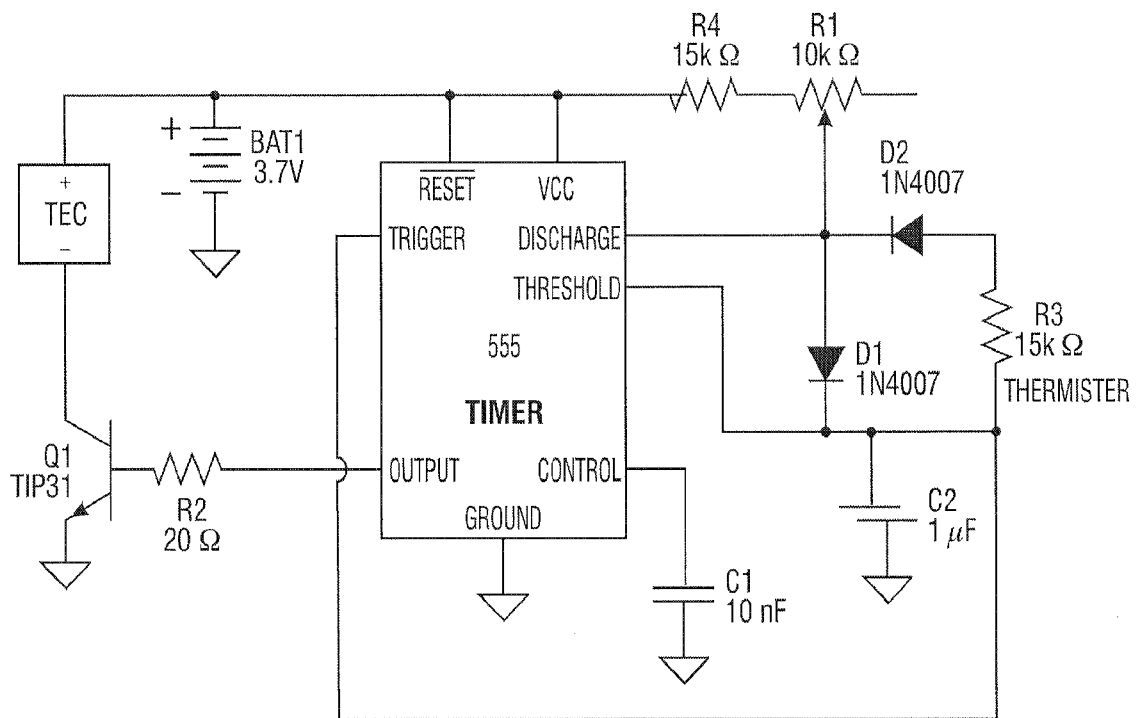 R4
15k Ω
R1
10k Ω
+
BAT1
3.7V
−
+
TEC
−
RESET
VCC
D2
1N4007
TRIGGER
DISCHARGE
THRESHOLD
R3
15k Ω
THERMISTER
555
D1
1N4007
TIMER
Q1
TIP31
OUTPUT
CONTROL
R2
20 Ω
GROUND
C2
1 µF
C1
10 nF